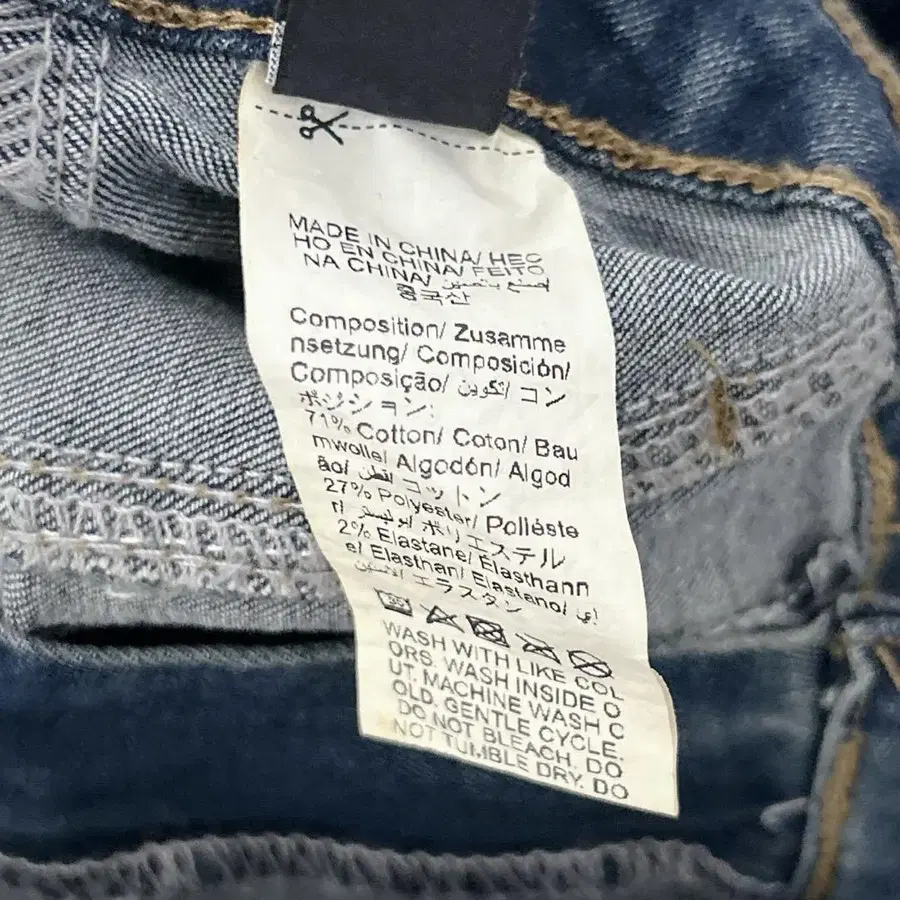 MADE IN CHINA/ HEC
HO EN CHINA/ FEITO
NA CHINA/ صنع بـصين
중국산
Composition/ Zusamme
nsetzung/ Composición/
Composição/ التكوين/ コン
ポジション:
71% Cotton/ Coton/ Bau
mwolle/ Algodón/ Algod
ão/ قطن/ コットン
27% Polyester/ Poliéste
r/ ポリエステル
2% Elastane/ Elasthann
e/ Elasthan/ Elastano/
エラスタン
WASH WITH LIKE COL
ORS. WASH INSIDE O
UT. MACHINE WASH C
OLD. GENTLE CYCLE.
DO NOT BLEACH. DO
NOT TUMBLE DRY. DO